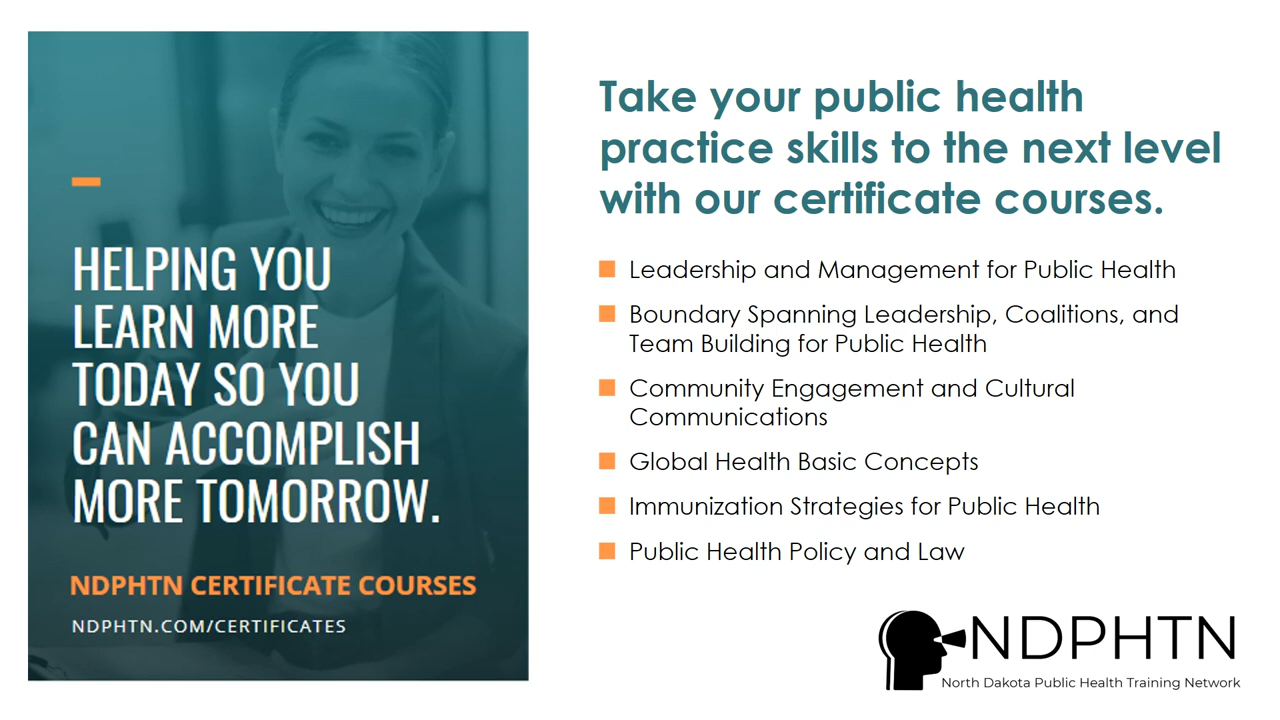 HELPING YOU
LEARN MORE
TODAY SO YOU
CAN ACCOMPLISH
MORE TOMORROW.
NDPHTN CERTIFICATE COURSES
NDPHTN.COM/CERTIFICATES
Take your public health
practice skills to the next level
with our certificate courses.
Leadership and Management for Public Health
Boundary Spanning Leadership, Coalitions, and
Team Building for Public Health
Community Engagement and Cultural
Communications
Global Health Basic Concepts
Immunization Strategies for Public Health
Public Health Policy and Law
NDPHTN
North Dakota Public Health Training Network